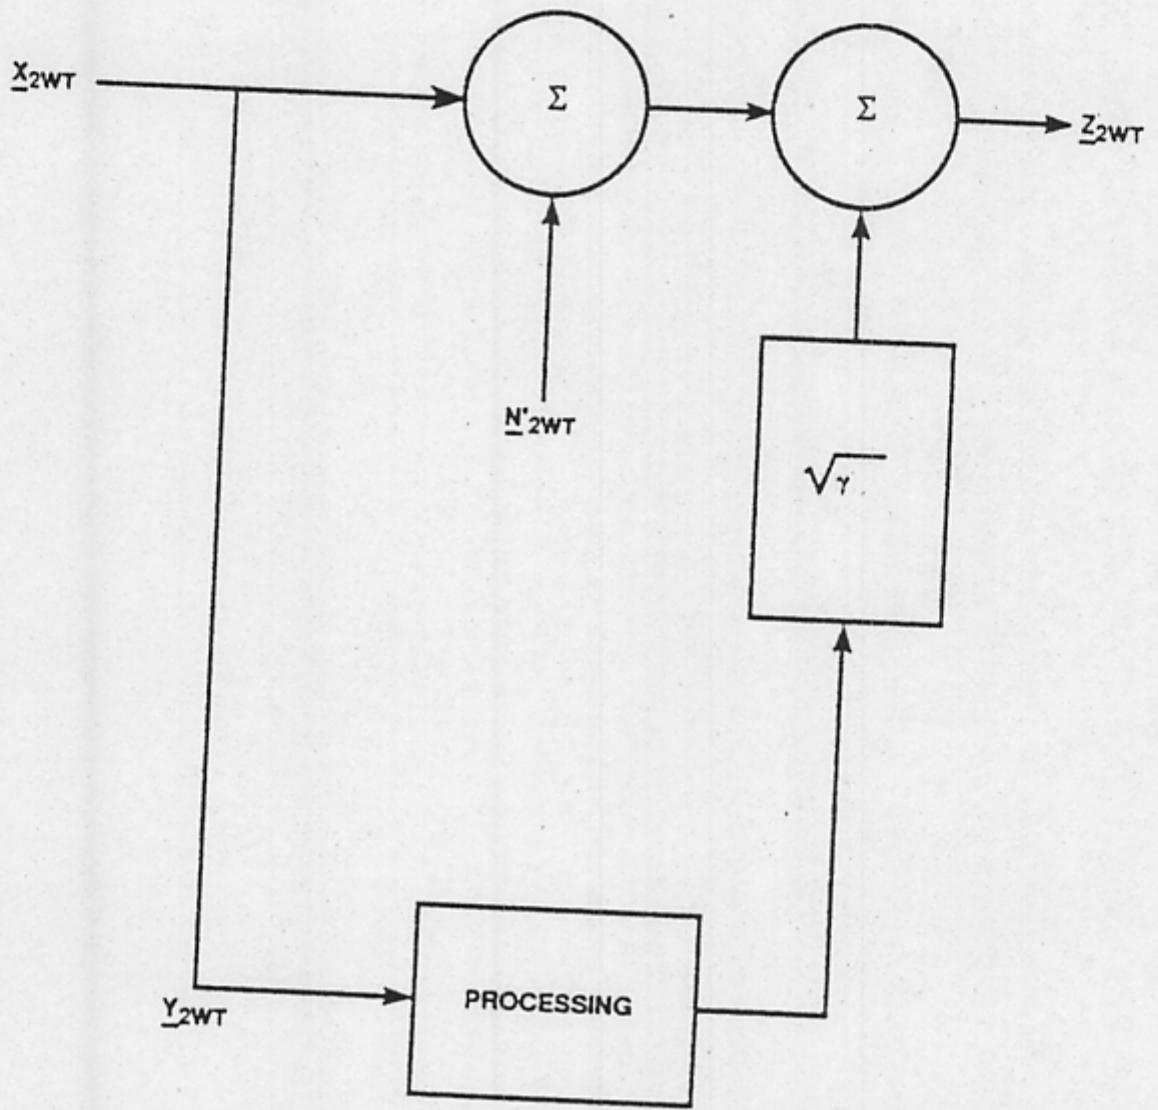 X2WT
Σ
Σ
Z2WT
N*2WT
√γ
Y2WT
PROCESSING